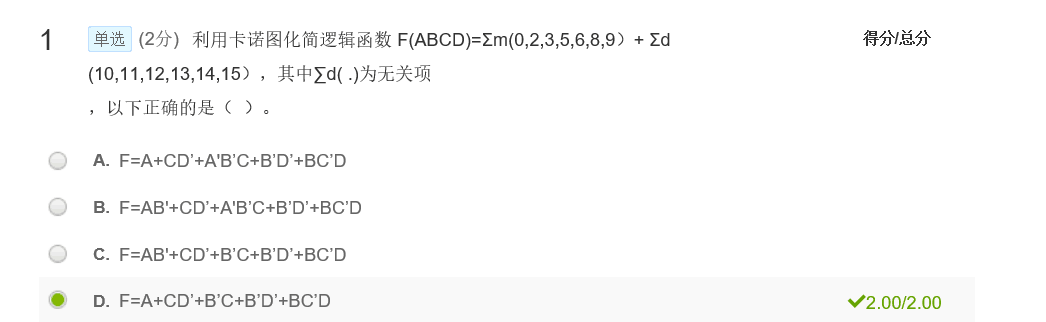 1 单选 (2分) 利用卡诺图化简逻辑函数 F(ABCD)=Σm(0,2,3,5,6,8,9）+ Σd 得分/总分
(10,11,12,13,14,15），其中∑d( .)为无关项
，以下正确的是（ ）。
A. F=A+CD’+A'B’C+B’D’+BC’D
B. F=AB'+CD’+A'B’C+B’D’+BC’D
C. F=AB'+CD’+B’C+B’D’+BC’D
D. F=A+CD’+B’C+B’D’+BC’D 2.00/2.00